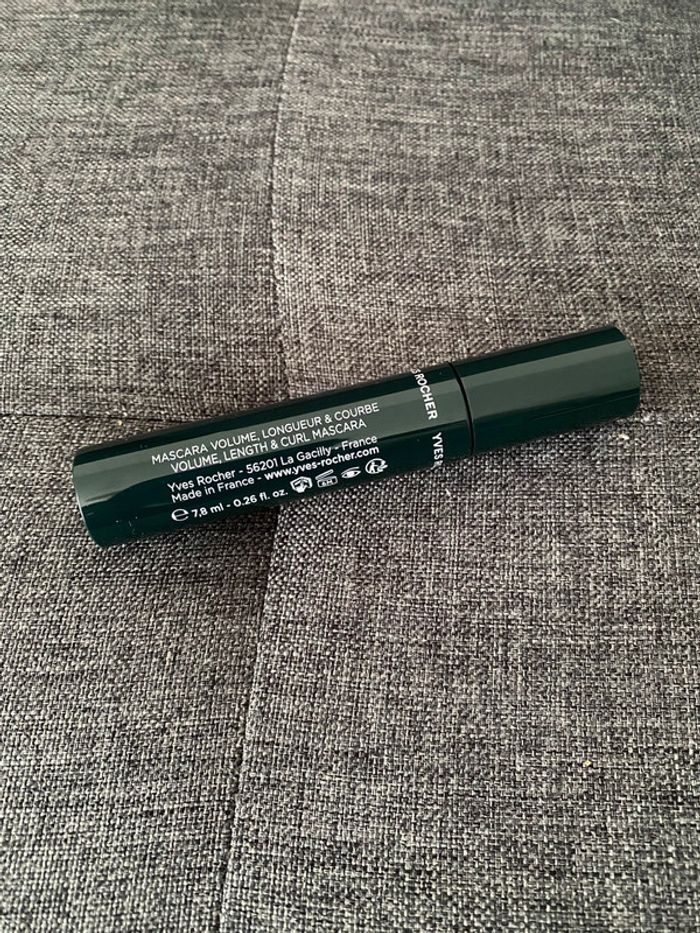 MASCARA VOLUME, LONGUEUR & COURBE
VOLUME, LENGTH & CURL MASCARA
Yves Rocher - 56201 La Gacilly - France
Made in France - www.yves-rocher.com
℮ 7,8 ml - 0.26 fl. oz. 6M
ROCHER
YVES